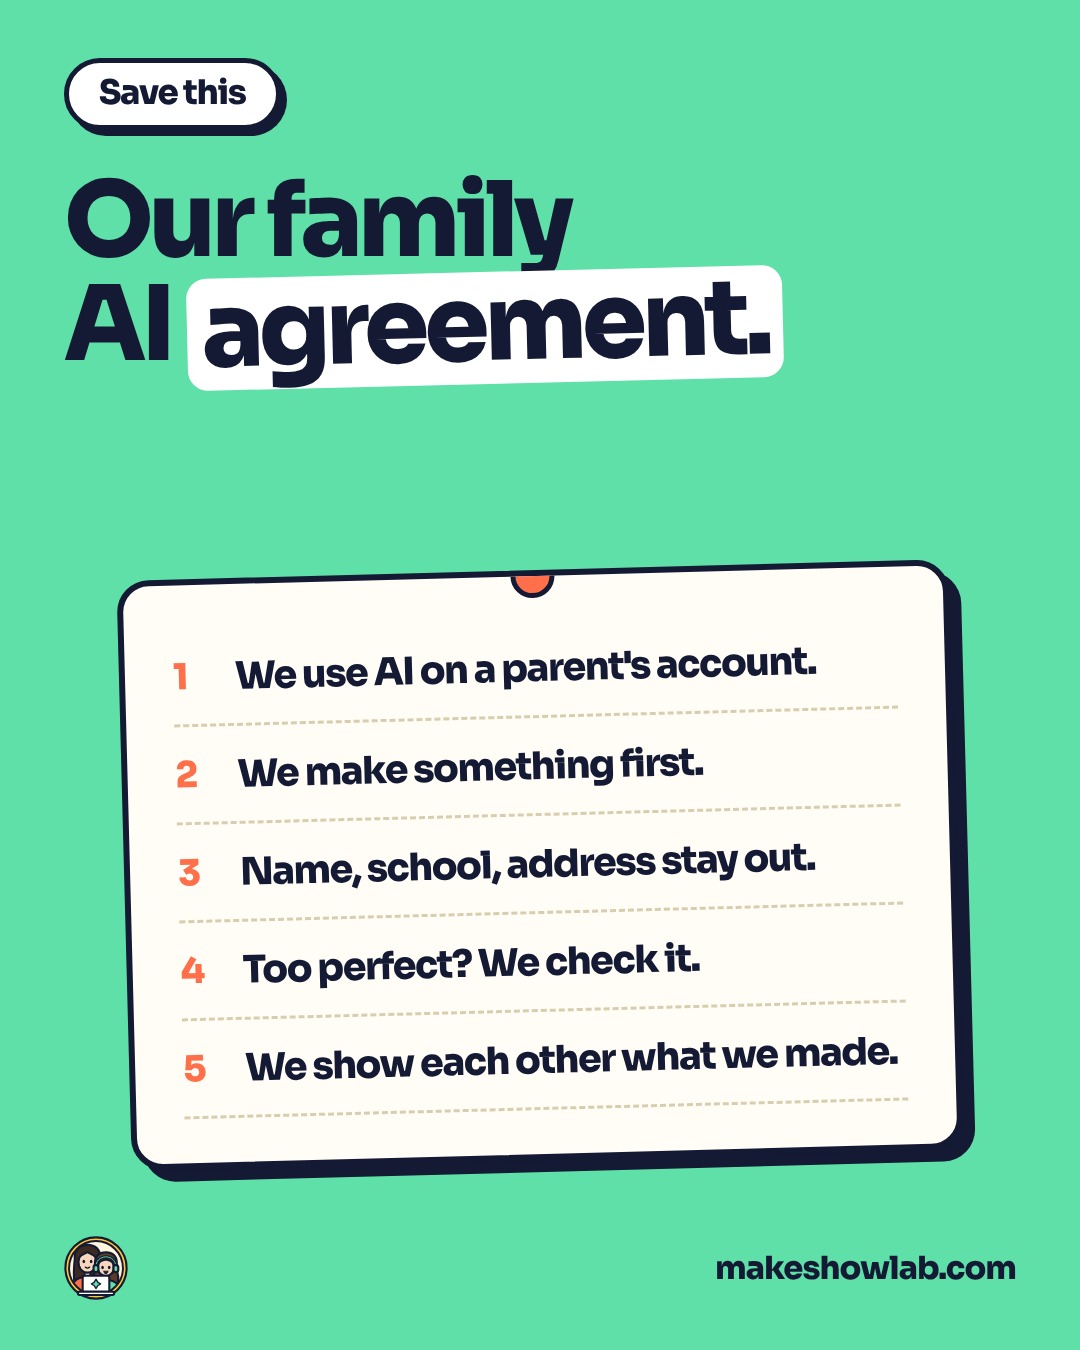 Save this
Our family
AI agreement.
1 We use AI on a parent's account.
2 We make something first.
3 Name, school, address stay out.
4 Too perfect? We check it.
5 We show each other what we made.
makeshowlab.com